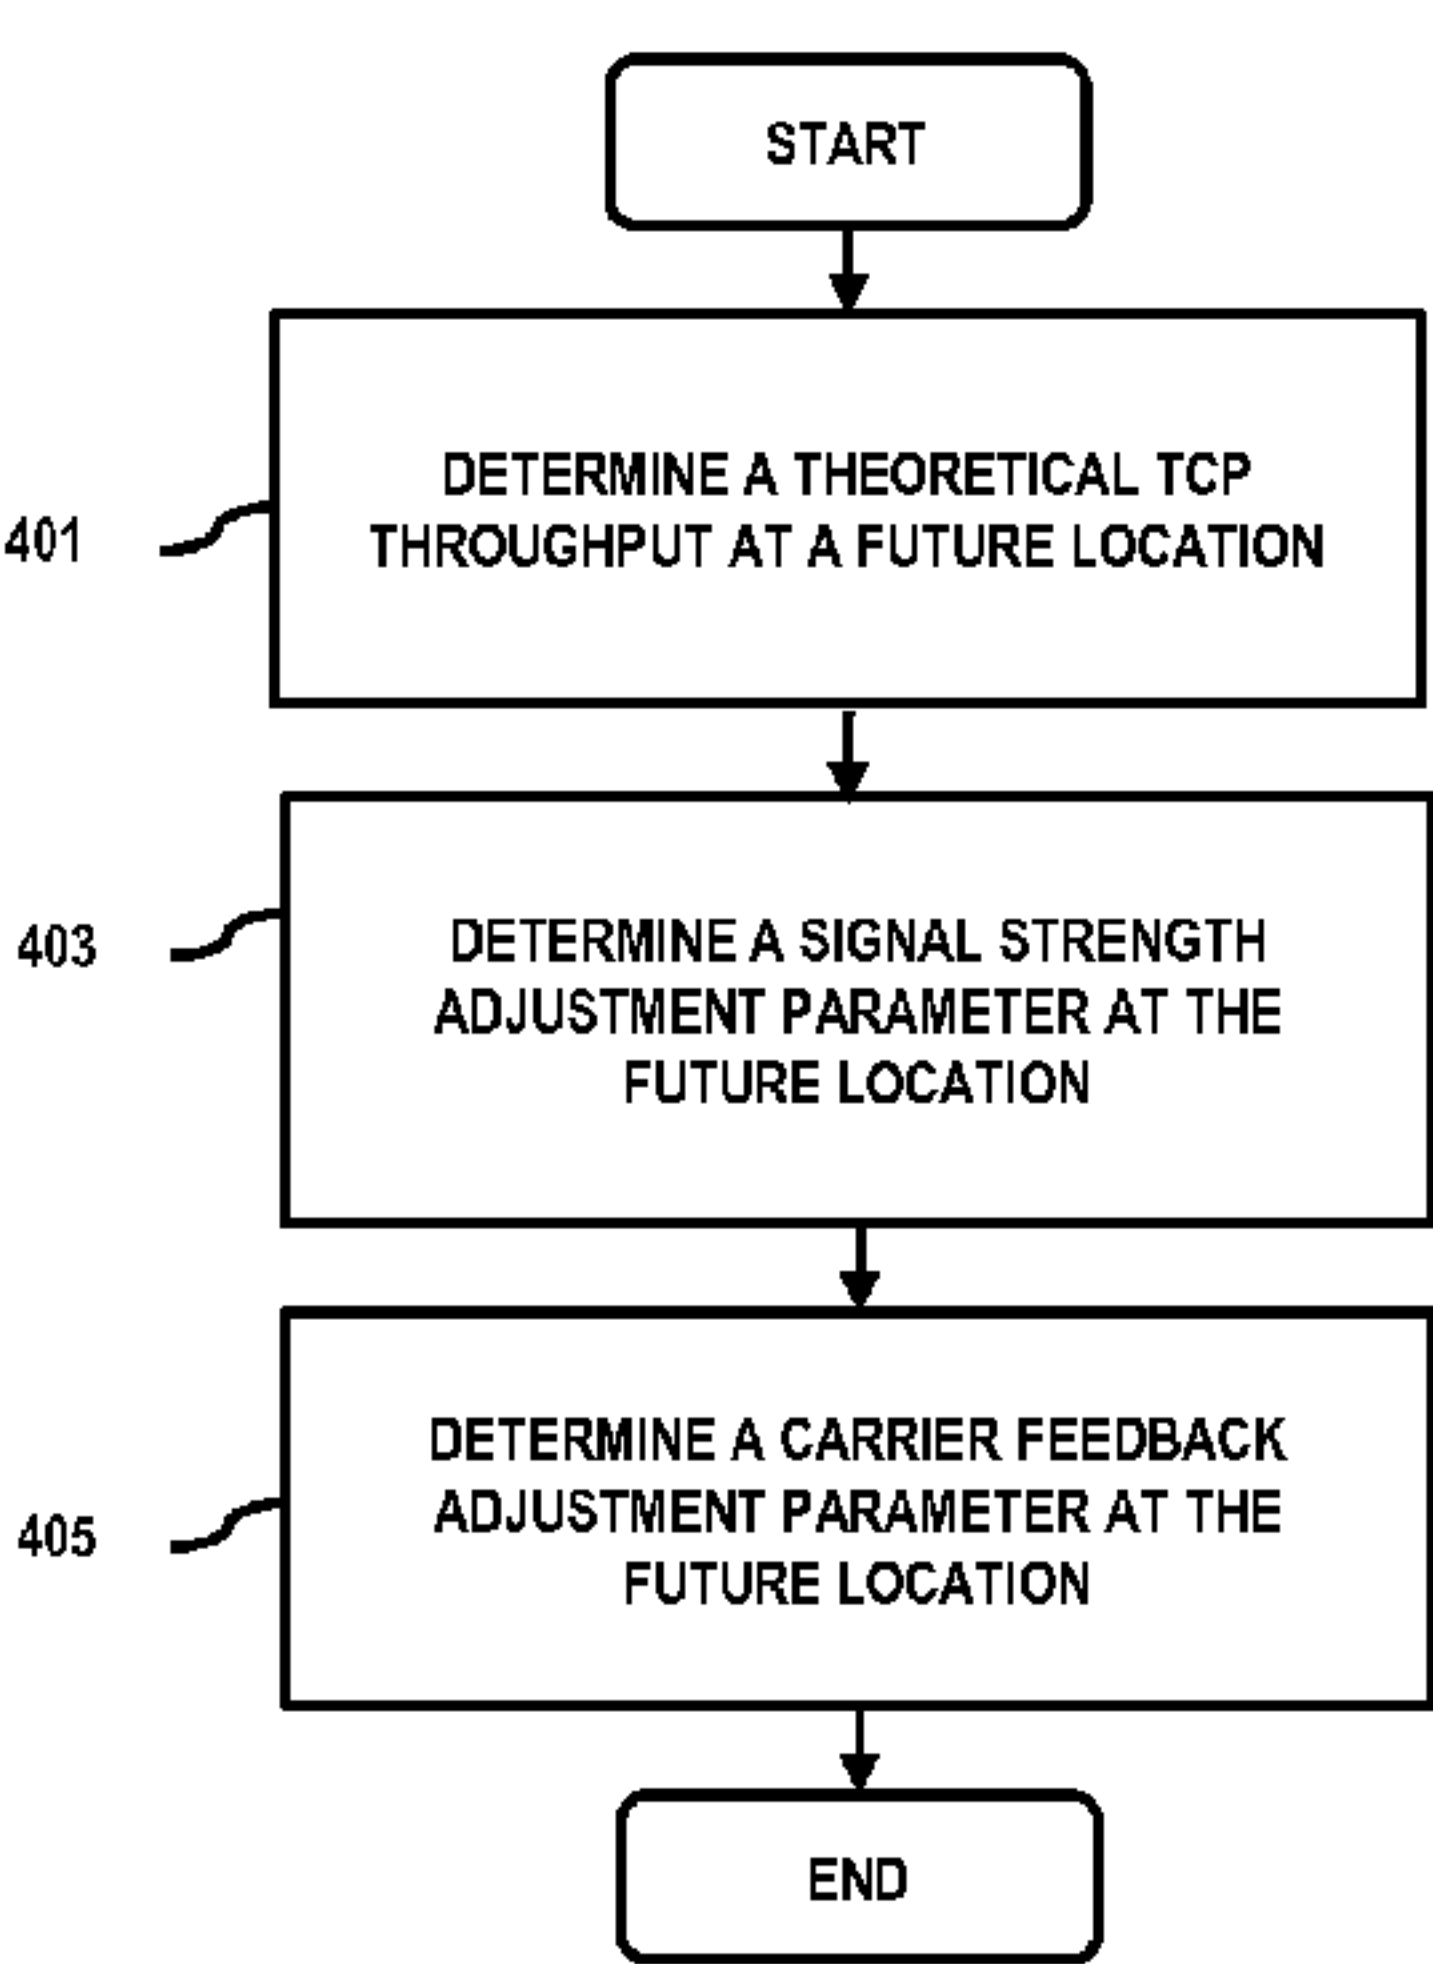 START
DETERMINE A THEORETICAL TCP
THROUGHPUT AT A FUTURE LOCATION
401
DETERMINE A SIGNAL STRENGTH
ADJUSTMENT PARAMETER AT THE
FUTURE LOCATION
403
DETERMINE A CARRIER FEEDBACK
ADJUSTMENT PARAMETER AT THE
FUTURE LOCATION
405
END